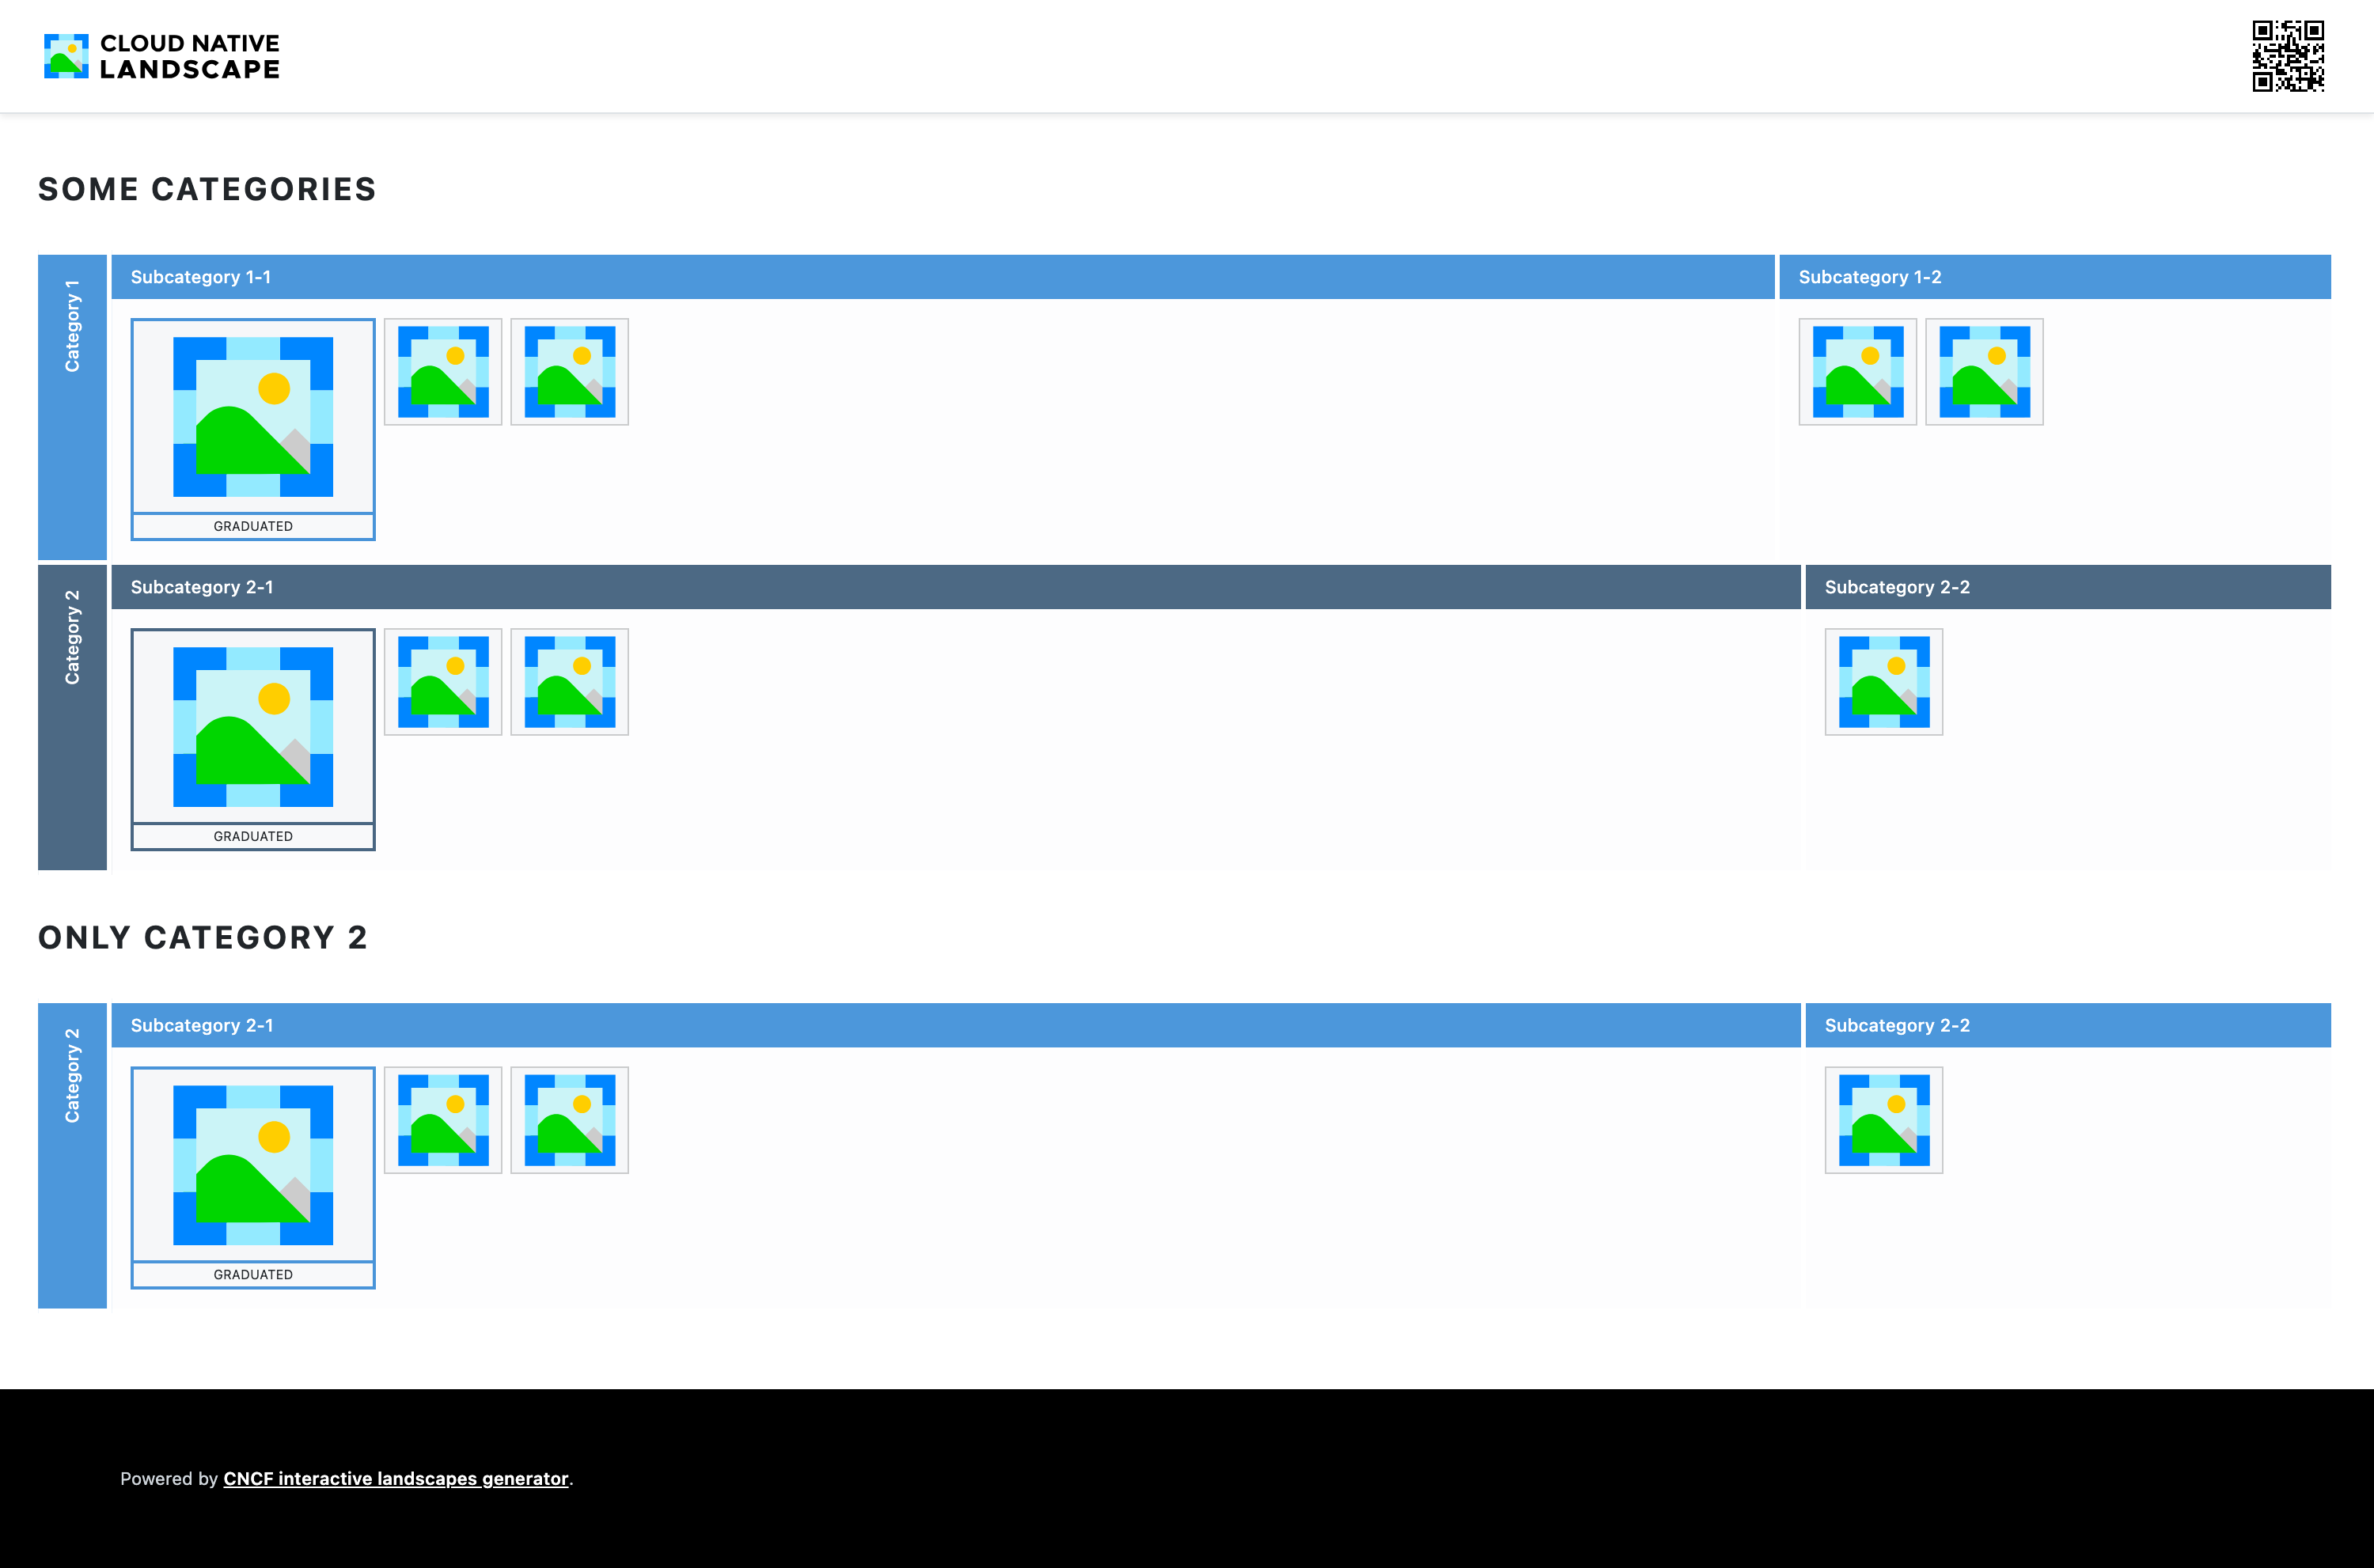 CLOUD NATIVE
LANDSCAPE
SOME CATEGORIES
Category 1
Subcategory 1-1
Subcategory 1-2
GRADUATED
Category 2
Subcategory 2-1
Subcategory 2-2
GRADUATED
ONLY CATEGORY 2
Category 2
Subcategory 2-1
Subcategory 2-2
GRADUATED
Powered by CNCF interactive landscapes generator.